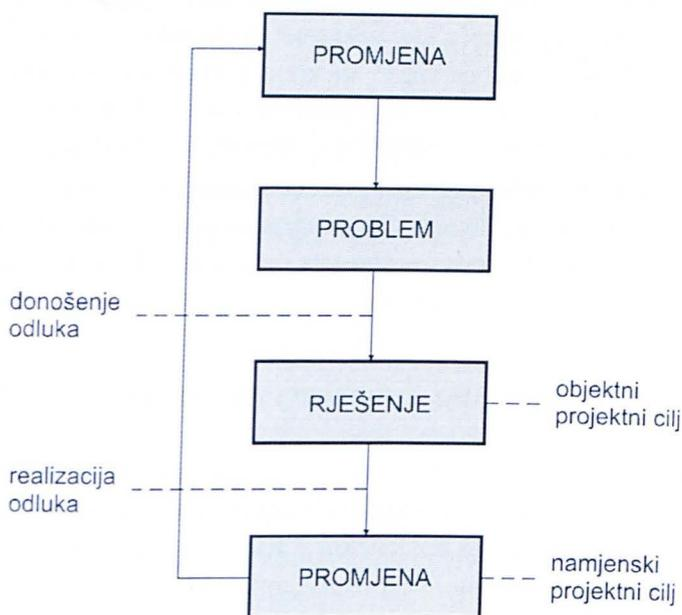 PROMJENA
PROBLEM
donošenje
odluka
RJEŠENJE
objektni
projektni cilj
realizacija
odluka
PROMJENA
namjenski
projektni cilj